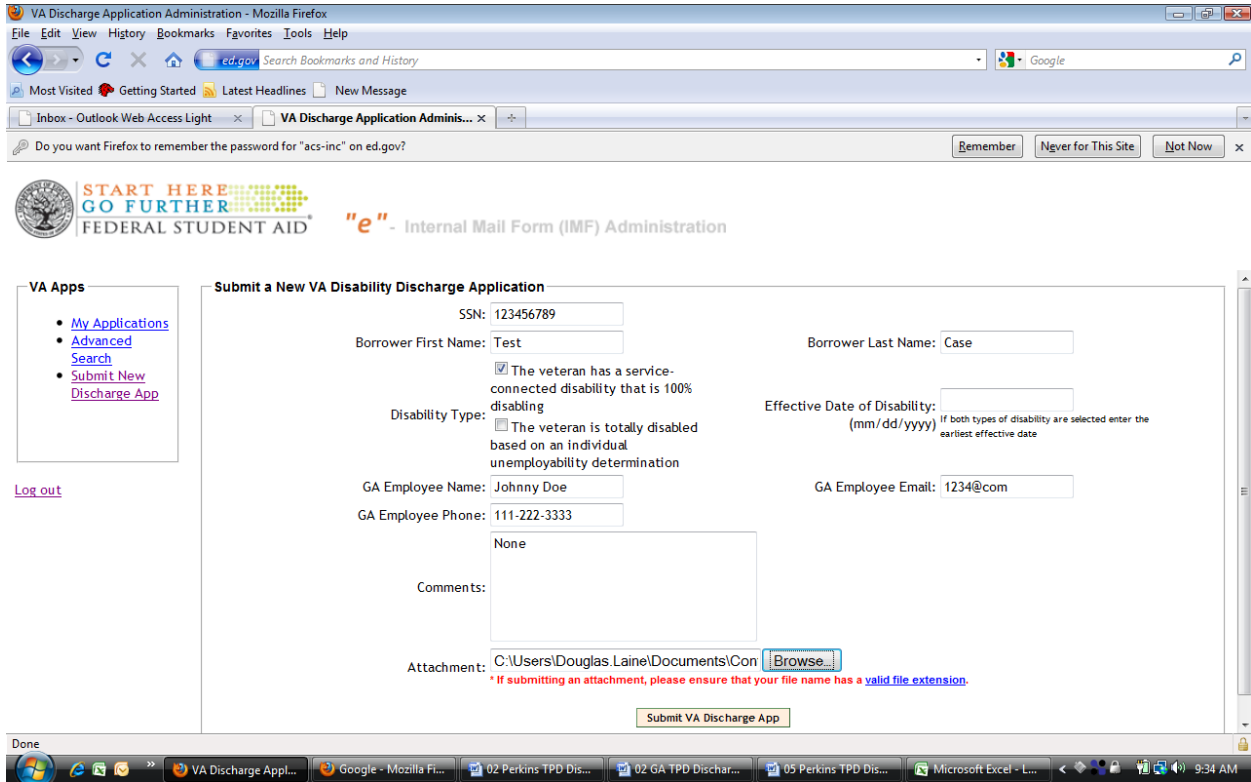 VA Discharge Application Administration - Mozilla Firefox
File Edit View History Bookmarks Favorites Tools Help
ed.gov Search Bookmarks and History
Google
Most Visited Getting Started Latest Headlines New Message
Inbox - Outlook Web Access Light
VA Discharge Application Adminis...
Do you want Firefox to remember the password for "acs-inc" on ed.gov?
Remember
Never for This Site
Not Now
START HERE
GO FURTHER
FEDERAL STUDENT AID
"e"- Internal Mail Form (IMF) Administration
VA Apps
My Applications
Advanced
Search
Submit New
Discharge App
Log out
Submit a New VA Disability Discharge Application
SSN: 123456789
Borrower First Name: Test
Borrower Last Name: Case
Disability Type:
The veteran has a service-
connected disability that is 100%
disabling
The veteran is totally disabled
based on an individual
unemployability determination
Effective Date of Disability:
(mm/dd/yyyy)
If both types of disability are selected enter the
earliest effective date
GA Employee Name: Johnny Doe
GA Employee Email: 1234@com
GA Employee Phone: 111-222-3333
Comments:
None
Attachment: C:\Users\Douglas.Laine\Documents\Con
Browse...
* If submitting an attachment, please ensure that your file name has a valid file extension.
Submit VA Discharge App
Done
VA Discharge Appl...
Google - Mozilla Fi...
02 Perkins TPD Dis...
02 GA TPD Dischar...
05 Perkins TPD Dis...
Microsoft Excel - L...
9:34 AM